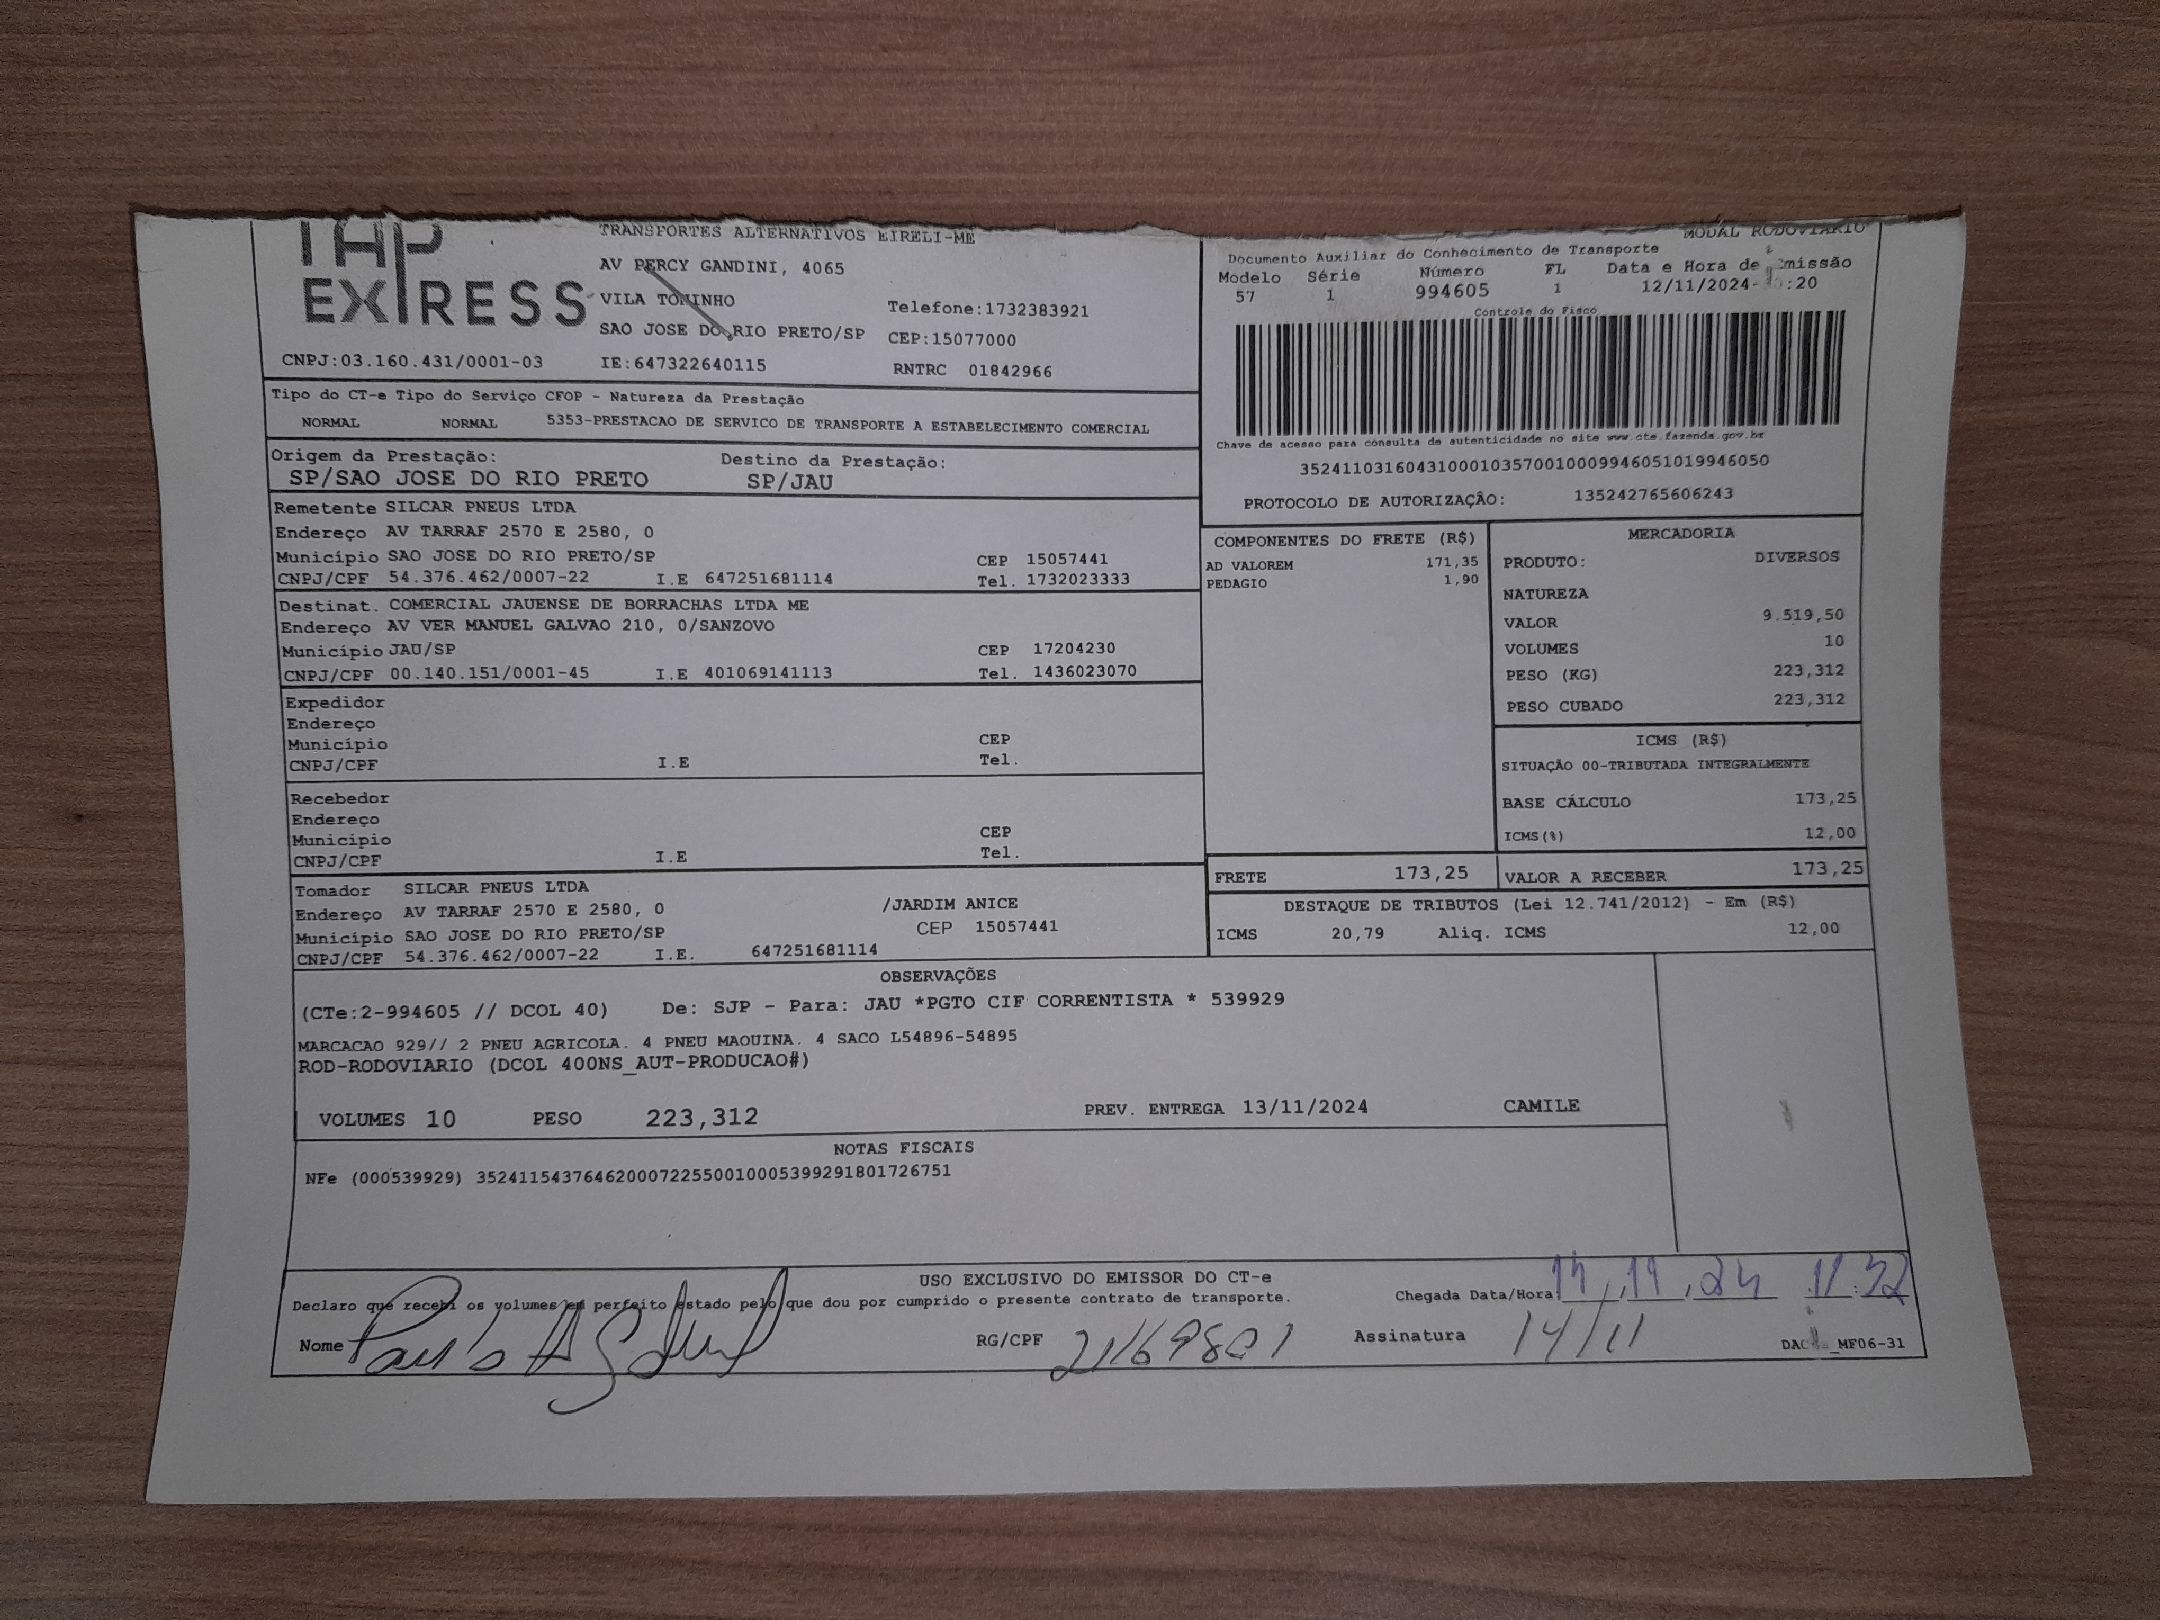 TAP
EXPRESS
TRANSPORTES ALTERNATIVOS EIRELI-ME
AV PERCY GANDINI, 4065
VILA TONINHO
Telefone:1732383921
SAO JOSE DO RIO PRETO/SP
CEP:15077000
CNPJ:03.160.431/0001-03
IE:647322640115
RNTRC 01842966
MODAL RODOVIARIO
Documento Auxiliar do Conhecimento de Transporte
Modelo Série Número FL Data e Hora de Emissão
57 1 994605 1 12/11/2024- :20
Controle do Fisco
Chave de acesso para consulta de autenticidade no site www.cte.fazenda.gov.br
35241103160431000103570010009946051019946050
PROTOCOLO DE AUTORIZAÇÂO: 135242765606243
Tipo do CT-e Tipo do Serviço CFOP - Natureza da Prestação
NORMAL NORMAL 5353-PRESTACAO DE SERVICO DE TRANSPORTE A ESTABELECIMENTO COMERCIAL
Origem da Prestação: Destino da Prestação:
SP/SAO JOSE DO RIO PRETO SP/JAU
Remetente SILCAR PNEUS LTDA
Endereço AV TARRAF 2570 E 2580, 0
Município SAO JOSE DO RIO PRETO/SP CEP 15057441
CNPJ/CPF 54.376.462/0007-22 I.E 647251681114 Tel. 1732023333
Destinat. COMERCIAL JAUENSE DE BORRACHAS LTDA ME
Endereço AV VER MANUEL GALVAO 210, 0/SANZOVO
Município JAU/SP CEP 17204230
CNPJ/CPF 00.140.151/0001-45 I.E 401069141113 Tel. 1436023070
Expedidor
Endereço
Município CEP
CNPJ/CPF I.E Tel.
Recebedor
Endereço
Município CEP
CNPJ/CPF I.E Tel.
Tomador SILCAR PNEUS LTDA
Endereço AV TARRAF 2570 E 2580, 0 /JARDIM ANICE
Município SAO JOSE DO RIO PRETO/SP CEP 15057441
CNPJ/CPF 54.376.462/0007-22 I.E. 647251681114
COMPONENTES DO FRETE (R$)
AD VALOREM 171,35
PEDAGIO 1,90
MERCADORIA
PRODUTO: DIVERSOS
NATUREZA
VALOR 9.519,50
VOLUMES 10
PESO (KG) 223,312
PESO CUBADO 223,312
ICMS (R$)
SITUAÇÃO 00-TRIBUTADA INTEGRALMENTE
BASE CÁLCULO 173,25
ICMS(%) 12,00
FRETE 173,25 VALOR A RECEBER 173,25
DESTAQUE DE TRIBUTOS (Lei 12.741/2012) - Em (R$)
ICMS 20,79 Aliq. ICMS 12,00
OBSERVAÇÕES
(CTe:2-994605 // DCOL 40) De: SJP - Para: JAU *PGTO CIF CORRENTISTA * 539929
MARCACAO 929// 2 PNEU AGRICOLA. 4 PNEU MAQUINA. 4 SACO L54896-54895
ROD-RODOVIARIO (DCOL 400NS_AUT-PRODUCAO#)
VOLUMES 10 PESO 223,312 PREV. ENTREGA 13/11/2024 CAMILE
NOTAS FISCAIS
NFe (000539929) 35241154376462000722550010005399291801726751
USO EXCLUSIVO DO EMISSOR DO CT-e
Declaro que recebi os volumes em perfeito estado pelo que dou por cumprido o presente contrato de transporte.
Chegada Data/Hora 14,11,24 11:32
Nome Paulo RG/CPF 21169801 Assinatura 14/11
_MF06-31